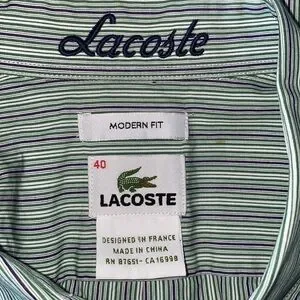 Lacoste
MODERN FIT
40
LACOSTE
DESIGNED IN FRANCE
MADE IN CHINA
RN 87651 - CA16998